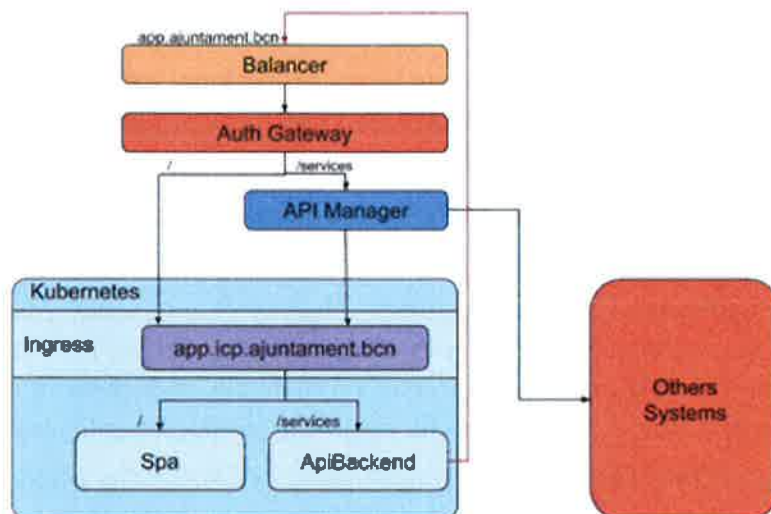 app.ajuntament.bcn
Balancer
Auth Gateway
/
/services
API Manager
Kubernetes
Ingress
app.icp.ajuntament.bcn
/
/services
Spa
ApiBackend
Others
Systems